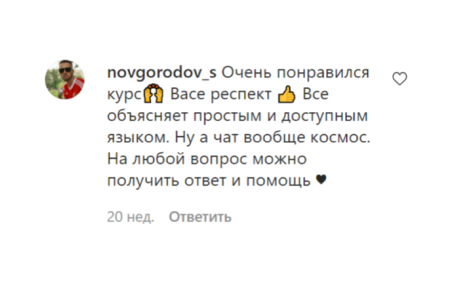 novgorodov_s Очень понравился
курс🙌 Васе респект 👍 Все
объясняет простым и доступным
языком. Ну а чат вообще космос.
На любой вопрос можно
получить ответ и помощь ♥
20 нед. Ответить